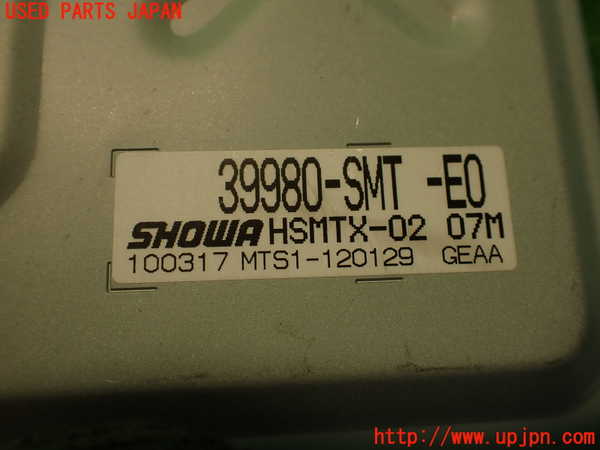 USED PARTS JAPAN
39980-SMT -E0
SHOWA HSMTX-02 07M
100317 MTS1-120129 GEAA
http://www.upjpn.com/